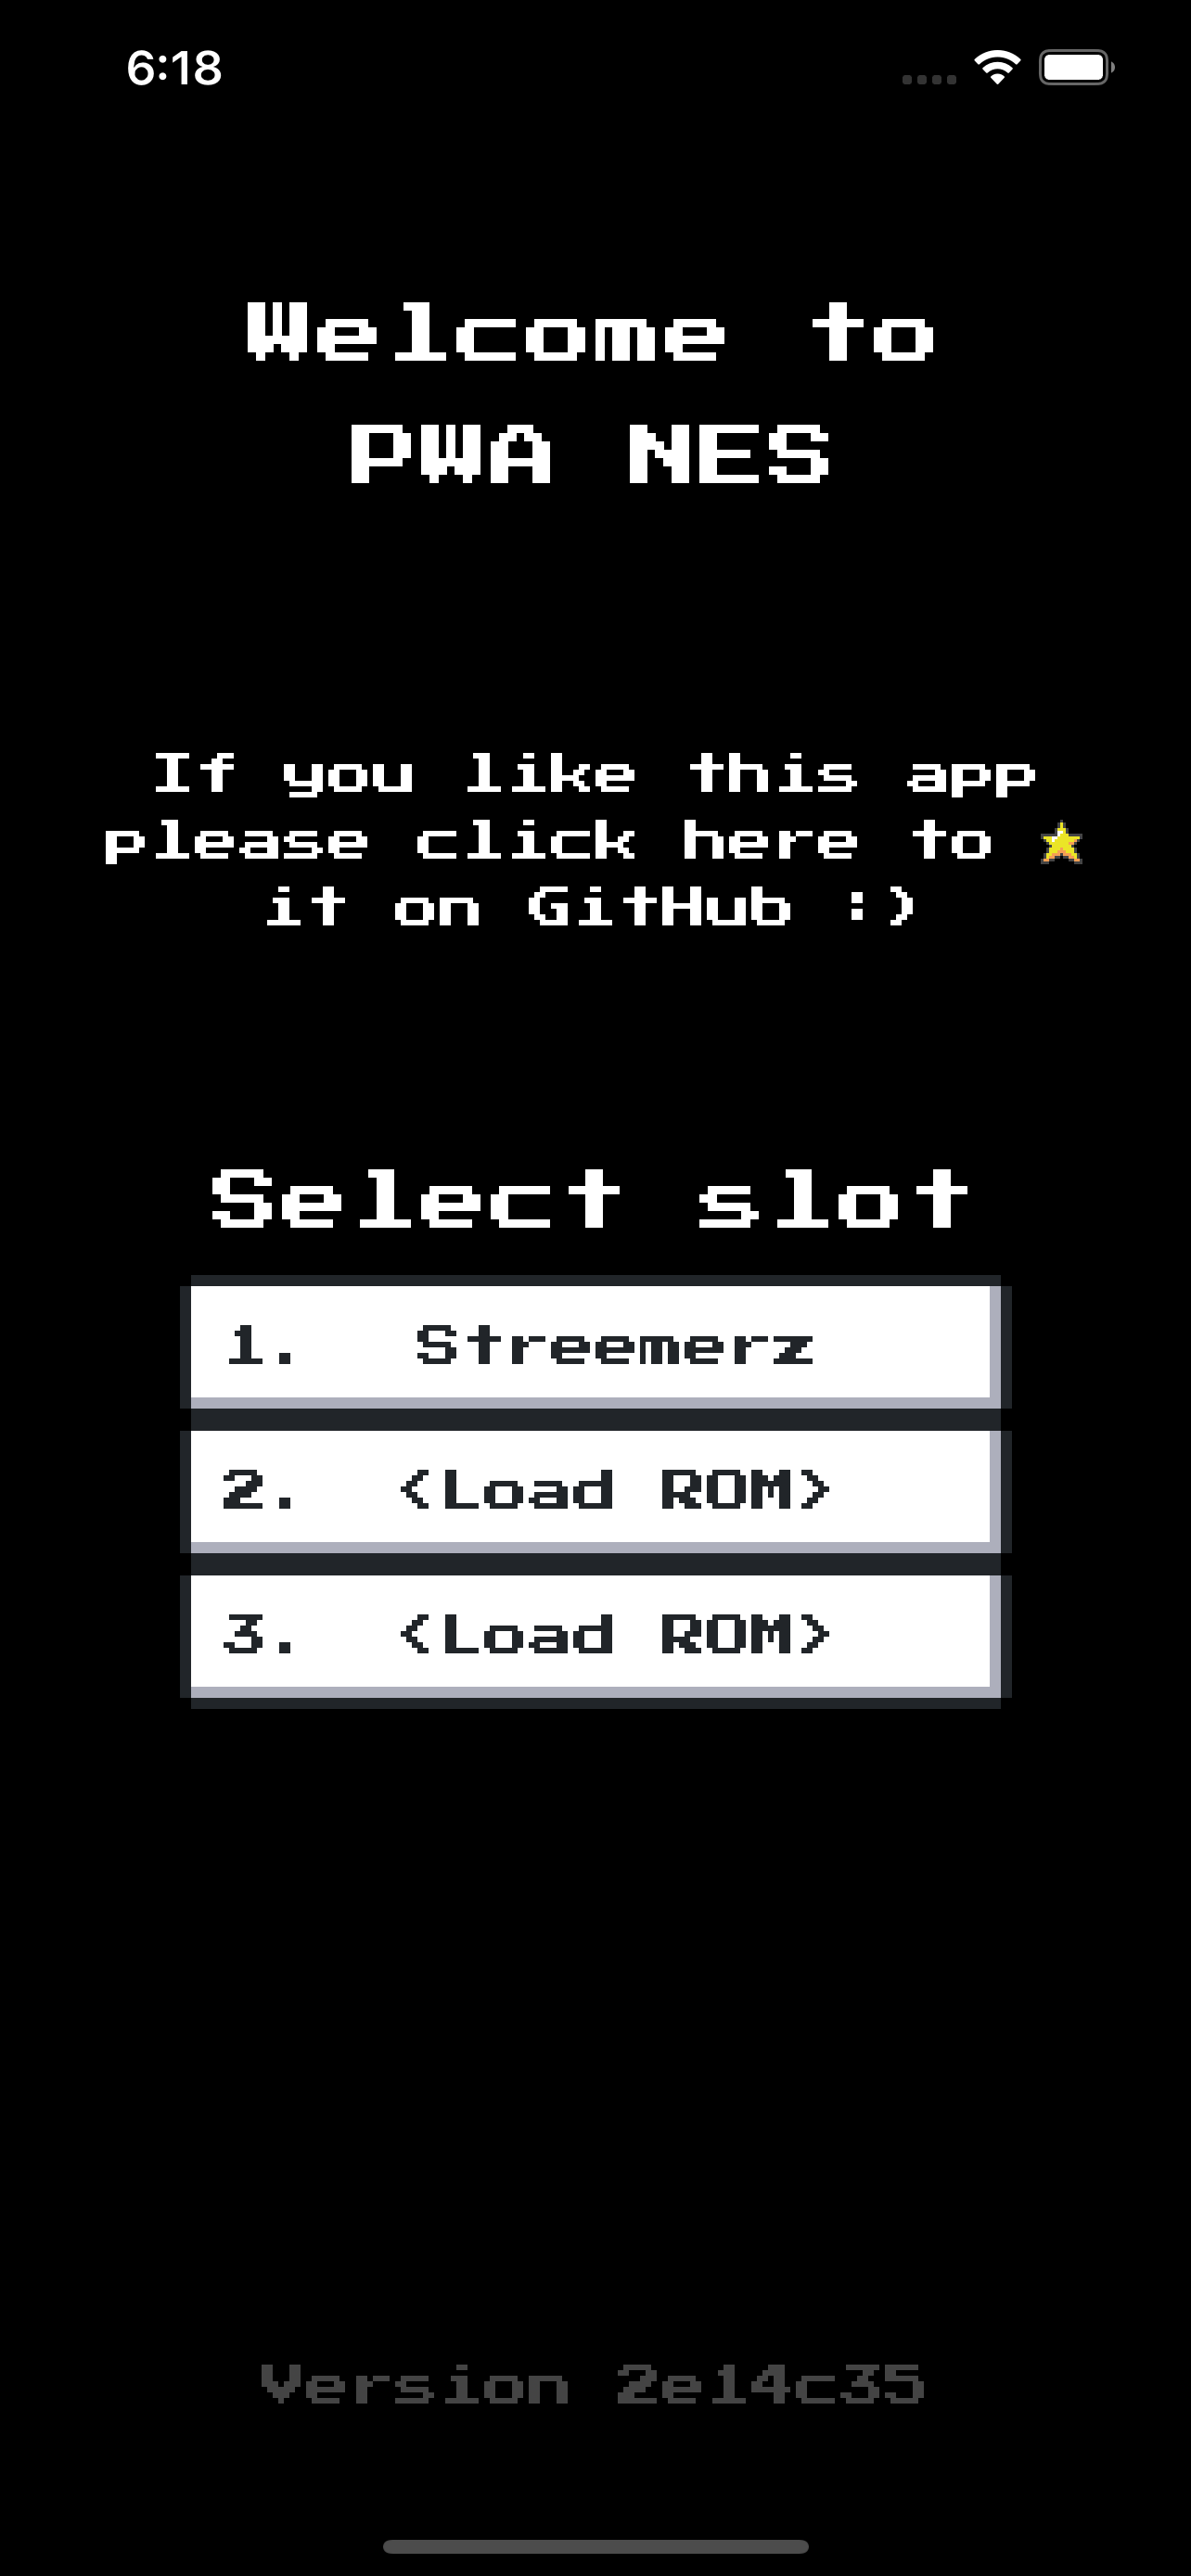 6:18
Welcome to
PWA NES
If you like this app
please click here to ⭐
it on GitHub :)
Select slot
1. Streemerz
2. <Load ROM>
3. <Load ROM>
Version 2e14c35